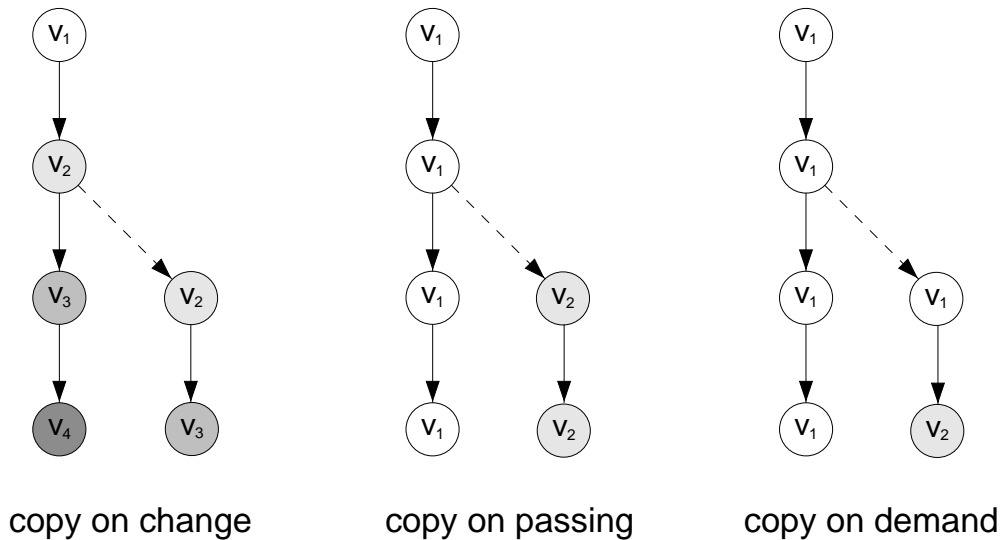 v₁ v₁ v₁
v₂ v₁ v₁
v₃ v₂ v₁ v₂ v₁ v₁
v₄ v₃ v₁ v₂ v₁ v₂
copy on change copy on passing copy on demand